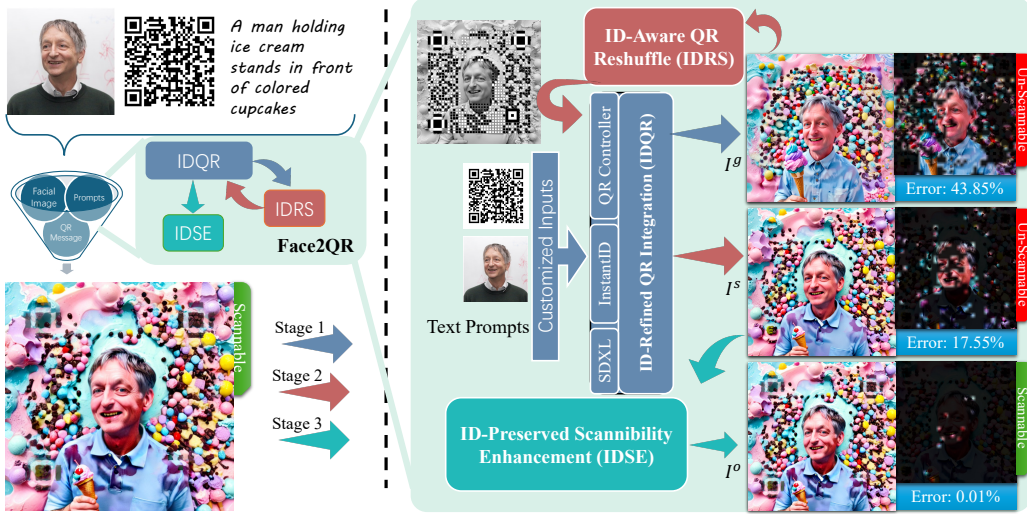 A man holding
ice cream
stands in front
of colored
cupcakes
Facial
Image
Prompts
QR
Message
IDQR
IDRS
IDSE
Face2QR
Scannable
Stage 1
Stage 2
Stage 3
ID-Aware QR
Reshuffle (IDRS)
Text Prompts
Customized Inputs
SDXL
InstantID
QR Controller
ID-Refined QR Integration (IDQR)
ID-Preserved Scannibility
Enhancement (IDSE)
I^g
Un-Scannable
Error: 43.85%
I^s
Un-Scannable
Error: 17.55%
I^o
Scannable
Error: 0.01%